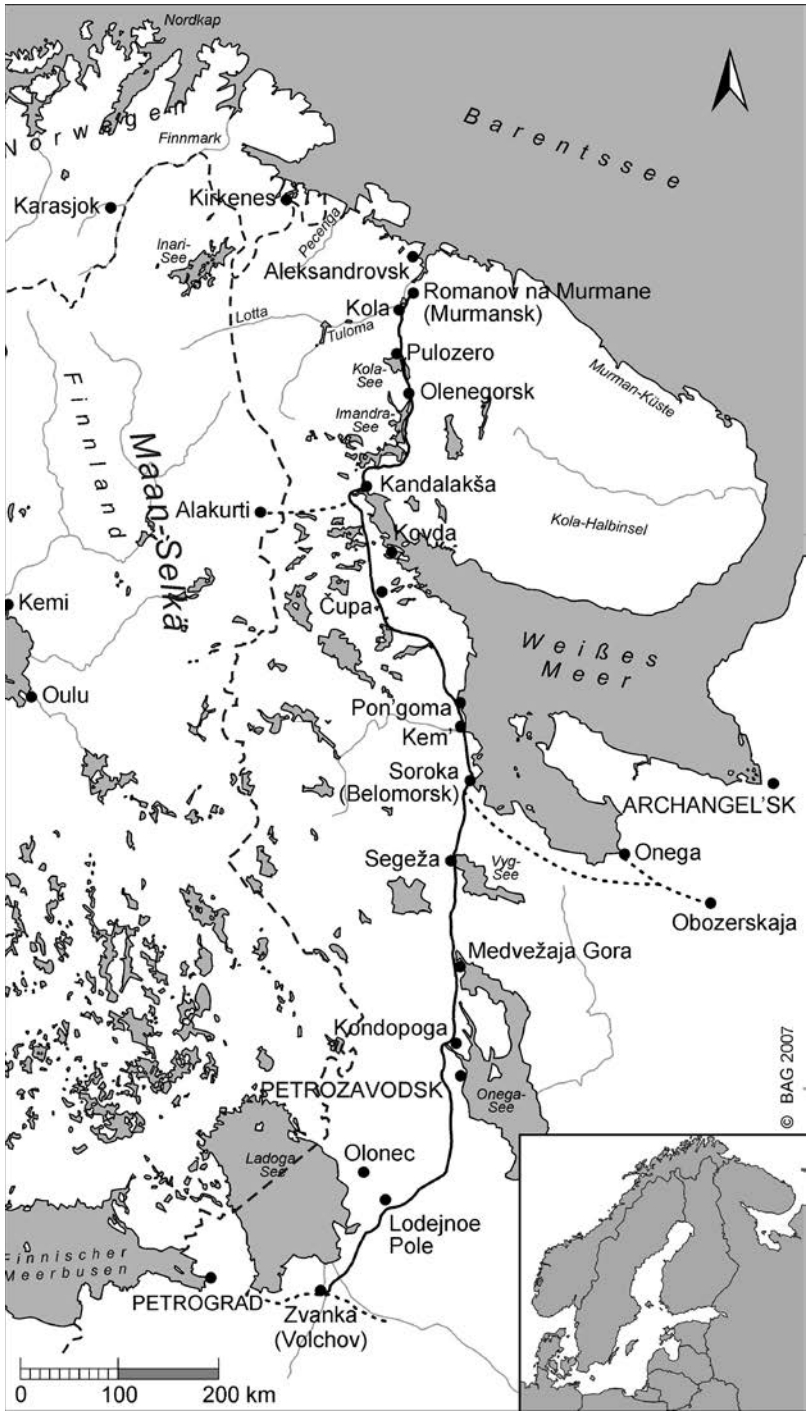 Nordkap
Norwegen
Finnmark
Barentssee
Karasjok
Kirkenes
Pecenga
Inari-
See
Aleksandrovsk
Romanov na Murmane
(Murmansk)
Kola
Lotta
Tuloma
Pulozero
Kola-
See
Olenegorsk
Murman-Küste
Imandra-
See
Finnland
Maan-Selkä
Kandalakša
Alakurti
Kola-Halbinsel
Kovda
Čupa
Kemi
Weißes
Meer
Oulu
Pon'goma
Kem'
Soroka
(Belomorsk)
ARCHANGEL'SK
Segeža
Vyg-
See
Onega
Obozerskaja
Medvežaja Gora
Kondopoga
PETROZAVODSK
Onega-
See
© BAG 2007
Ladoga
See
Olonec
Lodejnoe
Pole
Finnischer
Meerbusen
PETROGRAD
Zvanka
(Volchov)
0 100 200 km